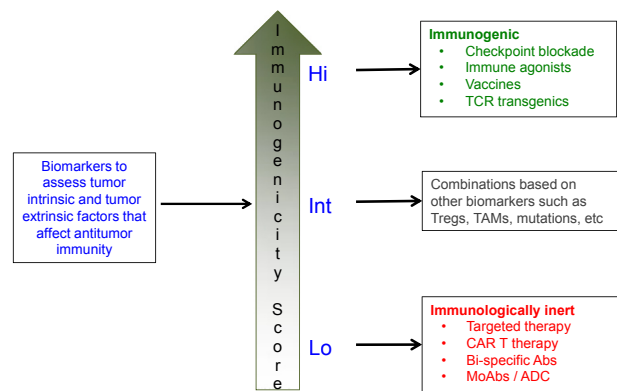 Biomarkers to
assess tumor
intrinsic and tumor
extrinsic factors that
affect antitumor
immunity
Immunogenicity Score
Hi
Int
Lo
Immunogenic
• Checkpoint blockade
• Immune agonists
• Vaccines
• TCR transgenics
Combinations based on
other biomarkers such as
Tregs, TAMs, mutations, etc
Immunologically inert
• Targeted therapy
• CAR T therapy
• Bi-specific Abs
• MoAbs / ADC